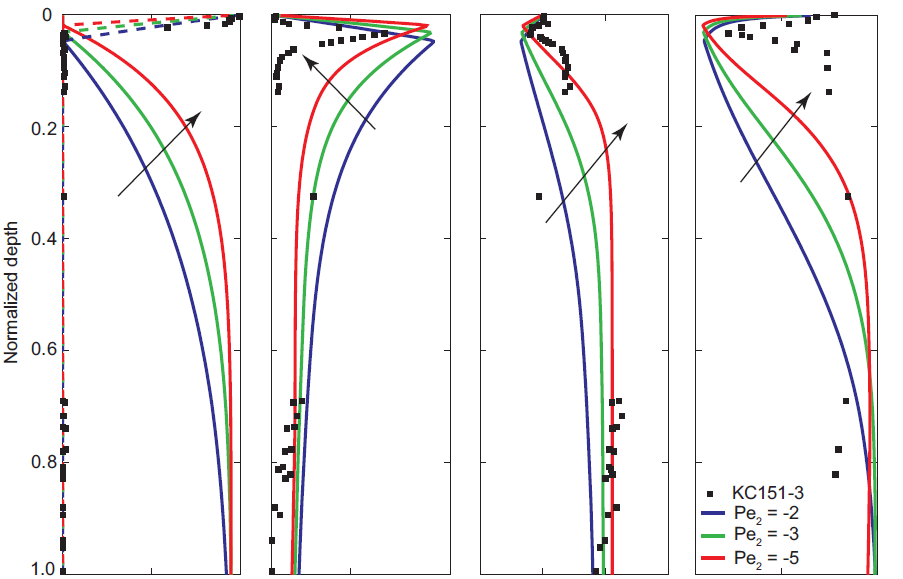 0
0.2
0.4
0.6
0.8
1.0
Normalized depth
KC151-3
Pe2 = -2
Pe2 = -3
Pe2 = -5